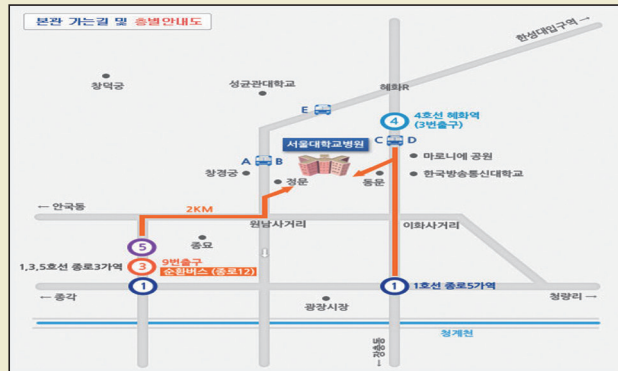 본관 가는길 및 층별안내도
한성대입구역
창덕궁
성균관대학교
혜화R
E
4
4호선 혜화역
(3번출구)
서울대학교병원
C D
A B
마로니에 공원
창경궁
정문
동문
한국방송통신대학교
← 안국동
2KM
원남사거리
이화사거리
종묘
5
1,3,5호선 종로3가역
3
9번출구
순환버스 (종로12)
1
1
1호선 종로5가역
← 종각
청량리 →
광장시장
청계천
← 장충동